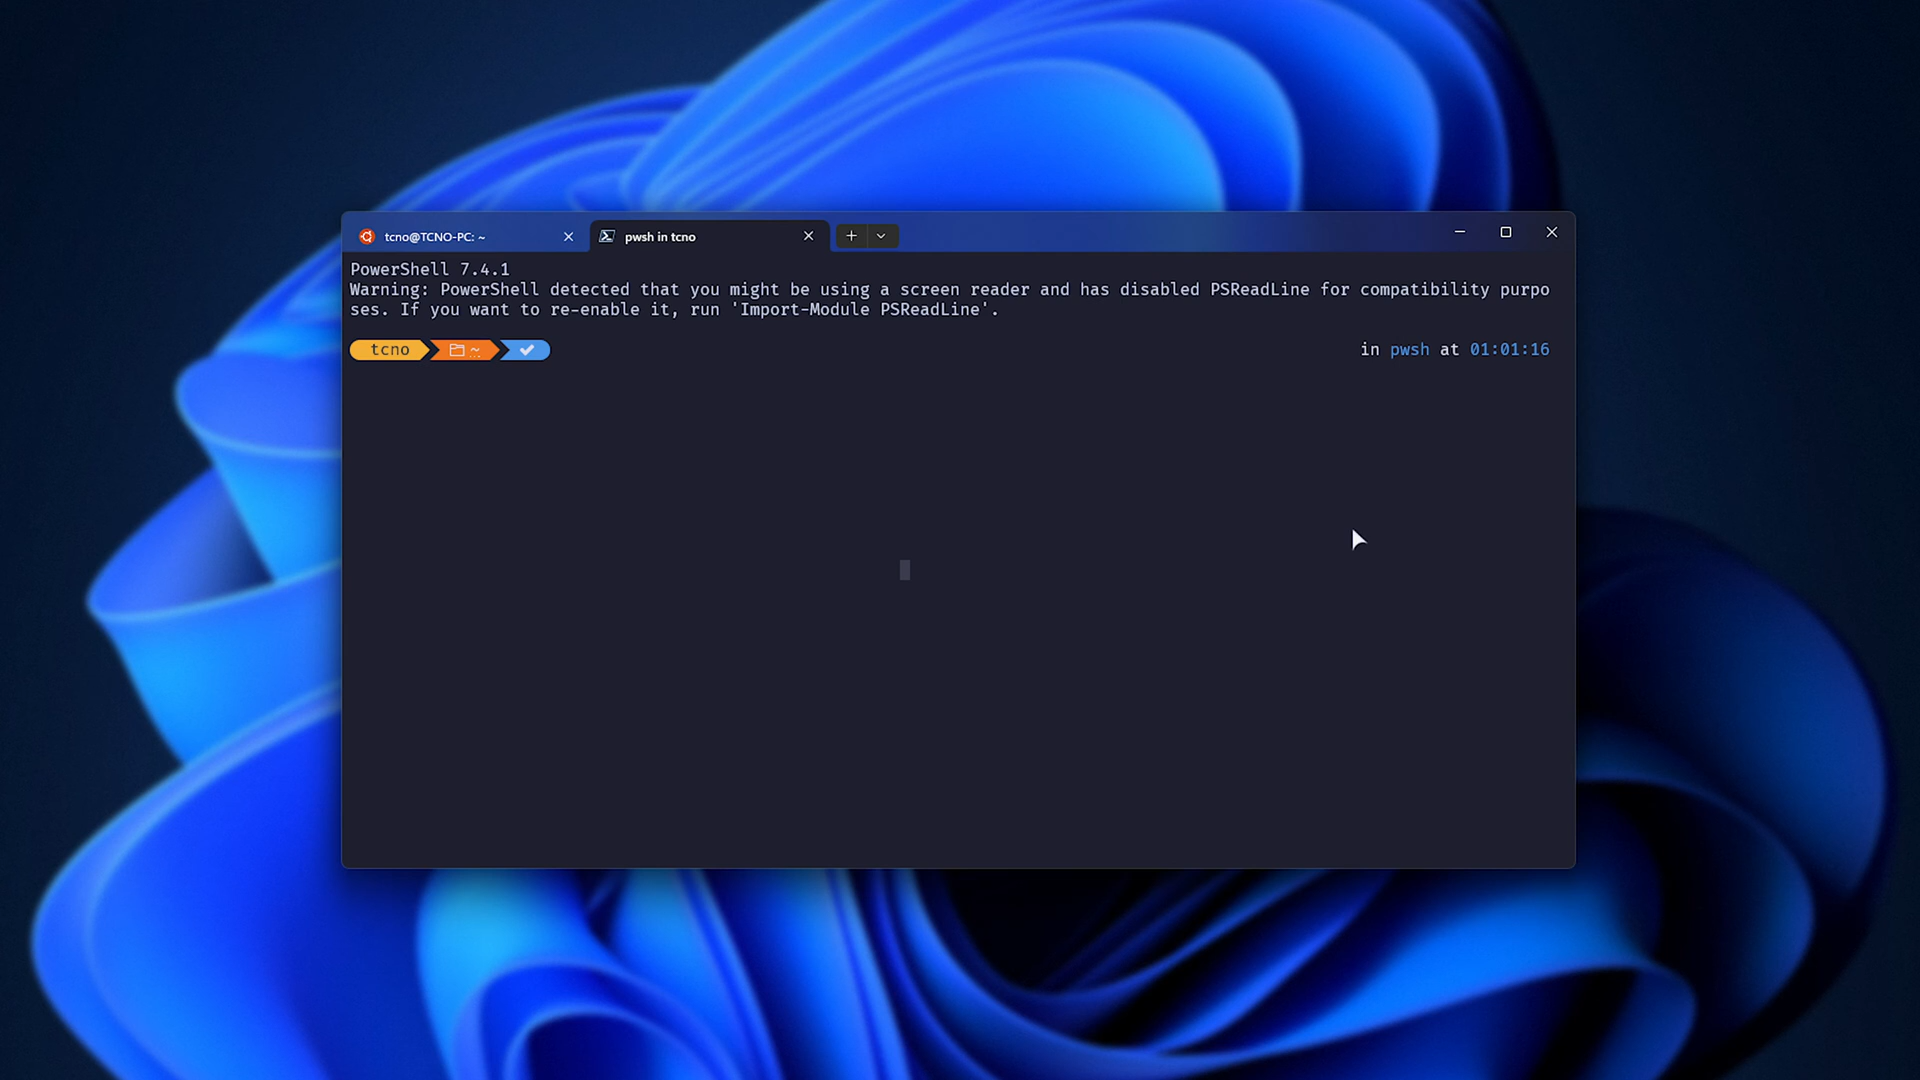 tcno@TCNO-PC: ~
pwsh in tcno
PowerShell 7.4.1
Warning: PowerShell detected that you might be using a screen reader and has disabled PSReadLine for compatibility purpo
ses. If you want to re-enable it, run 'Import-Module PSReadLine'.
tcno ~ in pwsh at 01:01:16